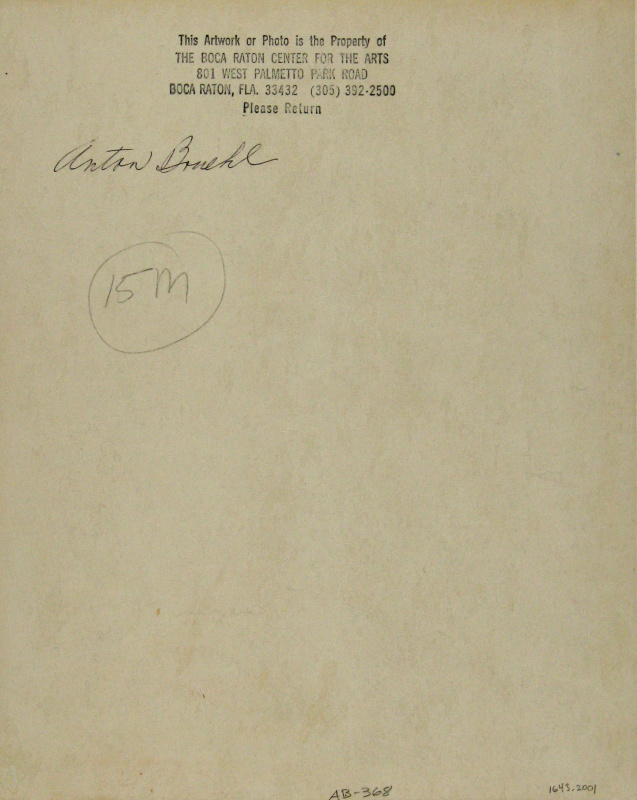 This Artwork or Photo is the Property of
THE BOCA RATON CENTER FOR THE ARTS
801 WEST PALMETTO PARK ROAD
BOCA RATON, FLA. 33432 (305) 392-2500
Please Return
Anton Bruehl
15M
AB-368
1643.2001